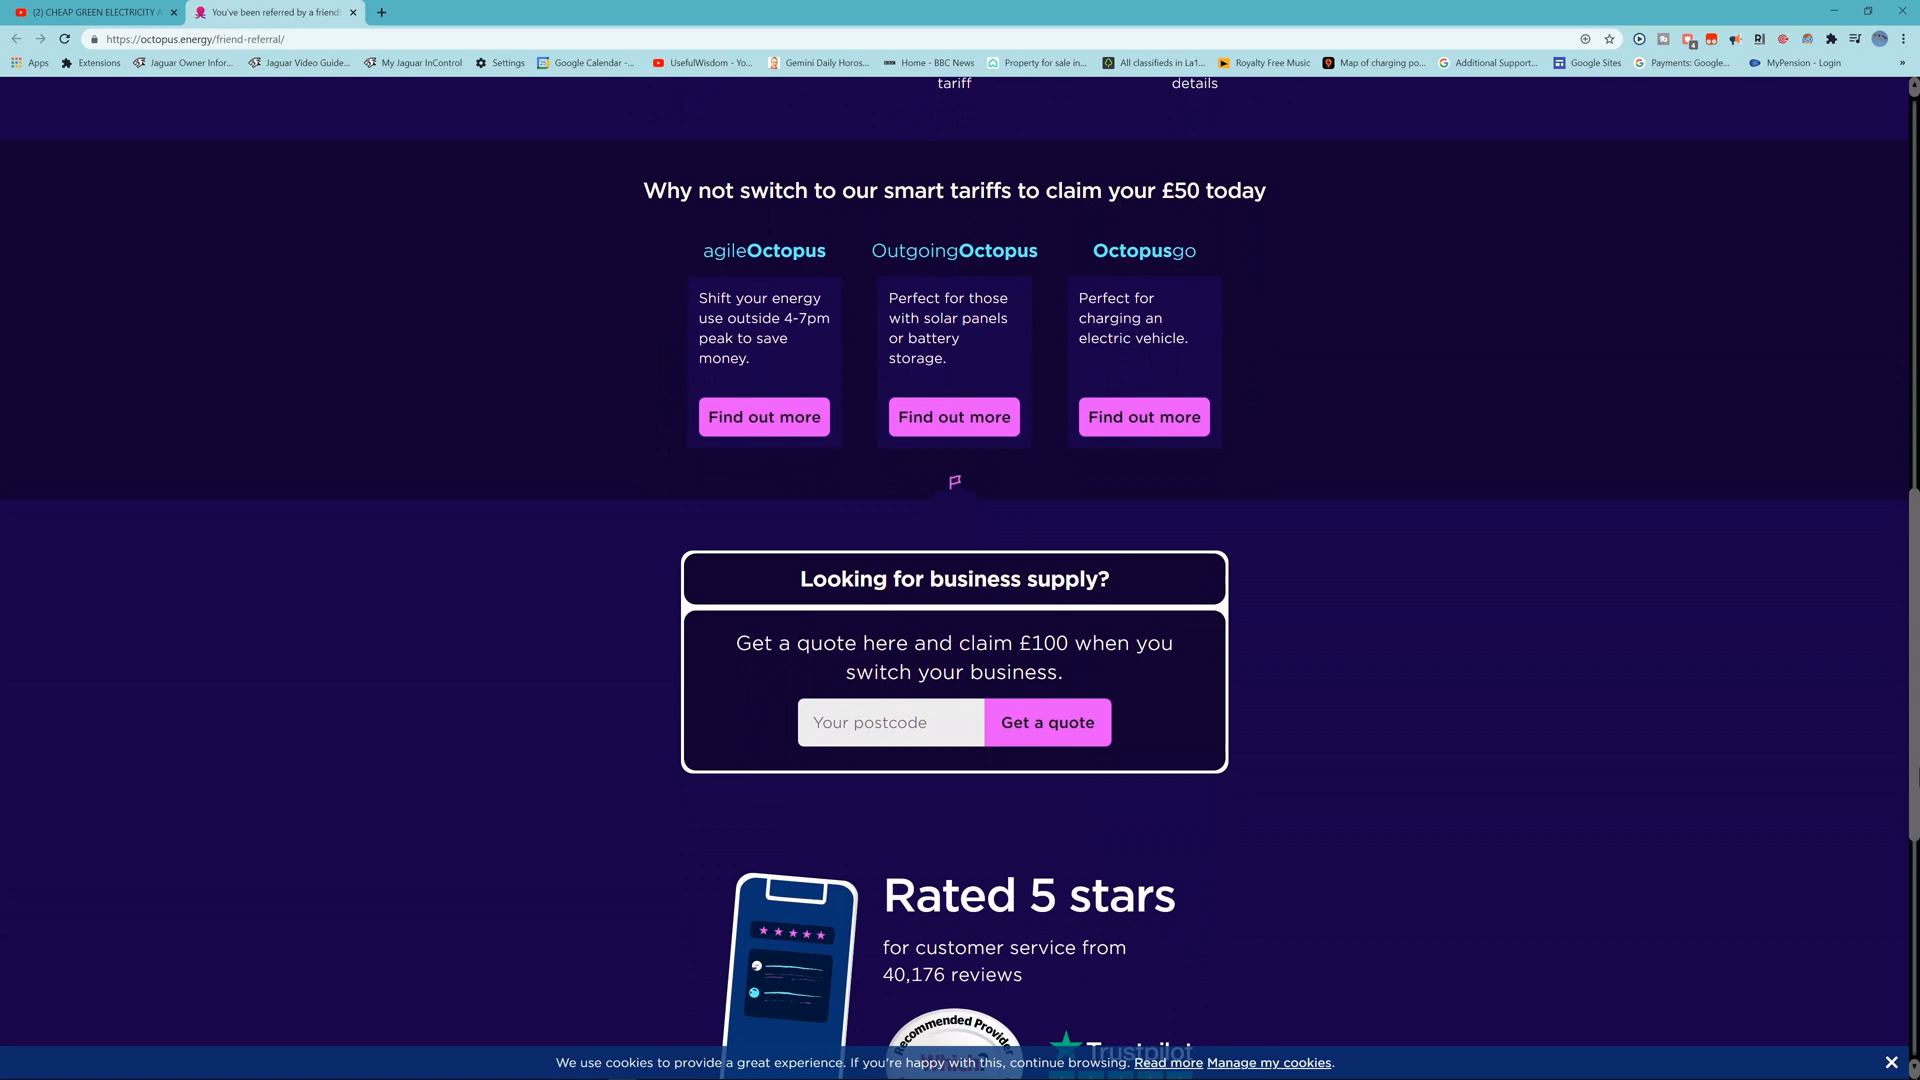 (2) CHEAP GREEN ELECTRICITY
You've been referred by a friend
https://octopus.energy/friend-referral/
Apps
Extensions
Jaguar Owner Infor...
Jaguar Video Guide...
My Jaguar InControl
Settings
Google Calendar -...
UsefulWisdom - Yo...
Gemini Daily Horos...
Home - BBC News
Property for sale in...
All classifieds in La1...
Royalty Free Music
Map of charging po...
Additional Support...
Google Sites
Payments: Google...
MyPension - Login
»
tariff
details
Why not switch to our smart tariffs to claim your £50 today
agileOctopus
Shift your energy
use outside 4-7pm
peak to save
money.
Find out more
OutgoingOctopus
Perfect for those
with solar panels
or battery
storage.
Find out more
Octopusgo
Perfect for
charging an
electric vehicle.
Find out more
Looking for business supply?
Get a quote here and claim £100 when you
switch your business.
Your postcode
Get a quote
Rated 5 stars
for customer service from
40,176 reviews
Recommended Provider
Which?
Trustpilot
We use cookies to provide a great experience. If you're happy with this, continue browsing. Read more Manage my cookies.